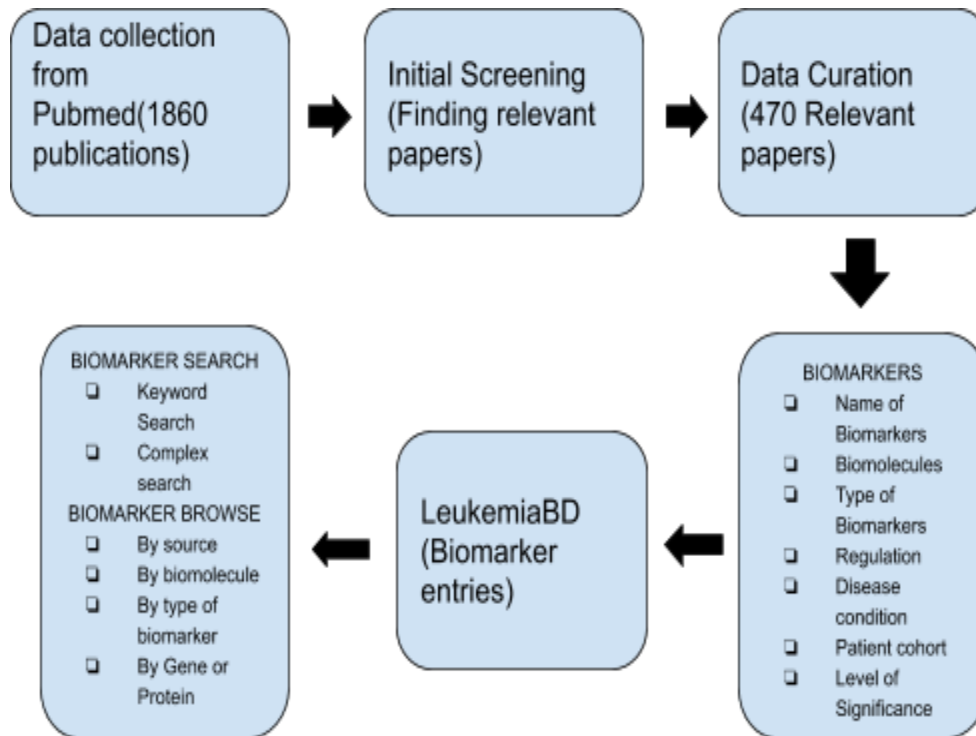 Data collection
from
Pubmed(1860
publications)
Initial Screening
(Finding relevant
papers)
Data Curation
(470 Relevant
papers)
BIOMARKERS
❑ Name of
Biomarkers
❑ Biomolecules
❑ Type of
Biomarkers
❑ Regulation
❑ Disease
condition
❑ Patient cohort
❑ Level of
Significance
LeukemiaBD
(Biomarker
entries)
BIOMARKER SEARCH
❑ Keyword
Search
❑ Complex
search
BIOMARKER BROWSE
❑ By source
❑ By biomolecule
❑ By type of
biomarker
❑ By Gene or
Protein